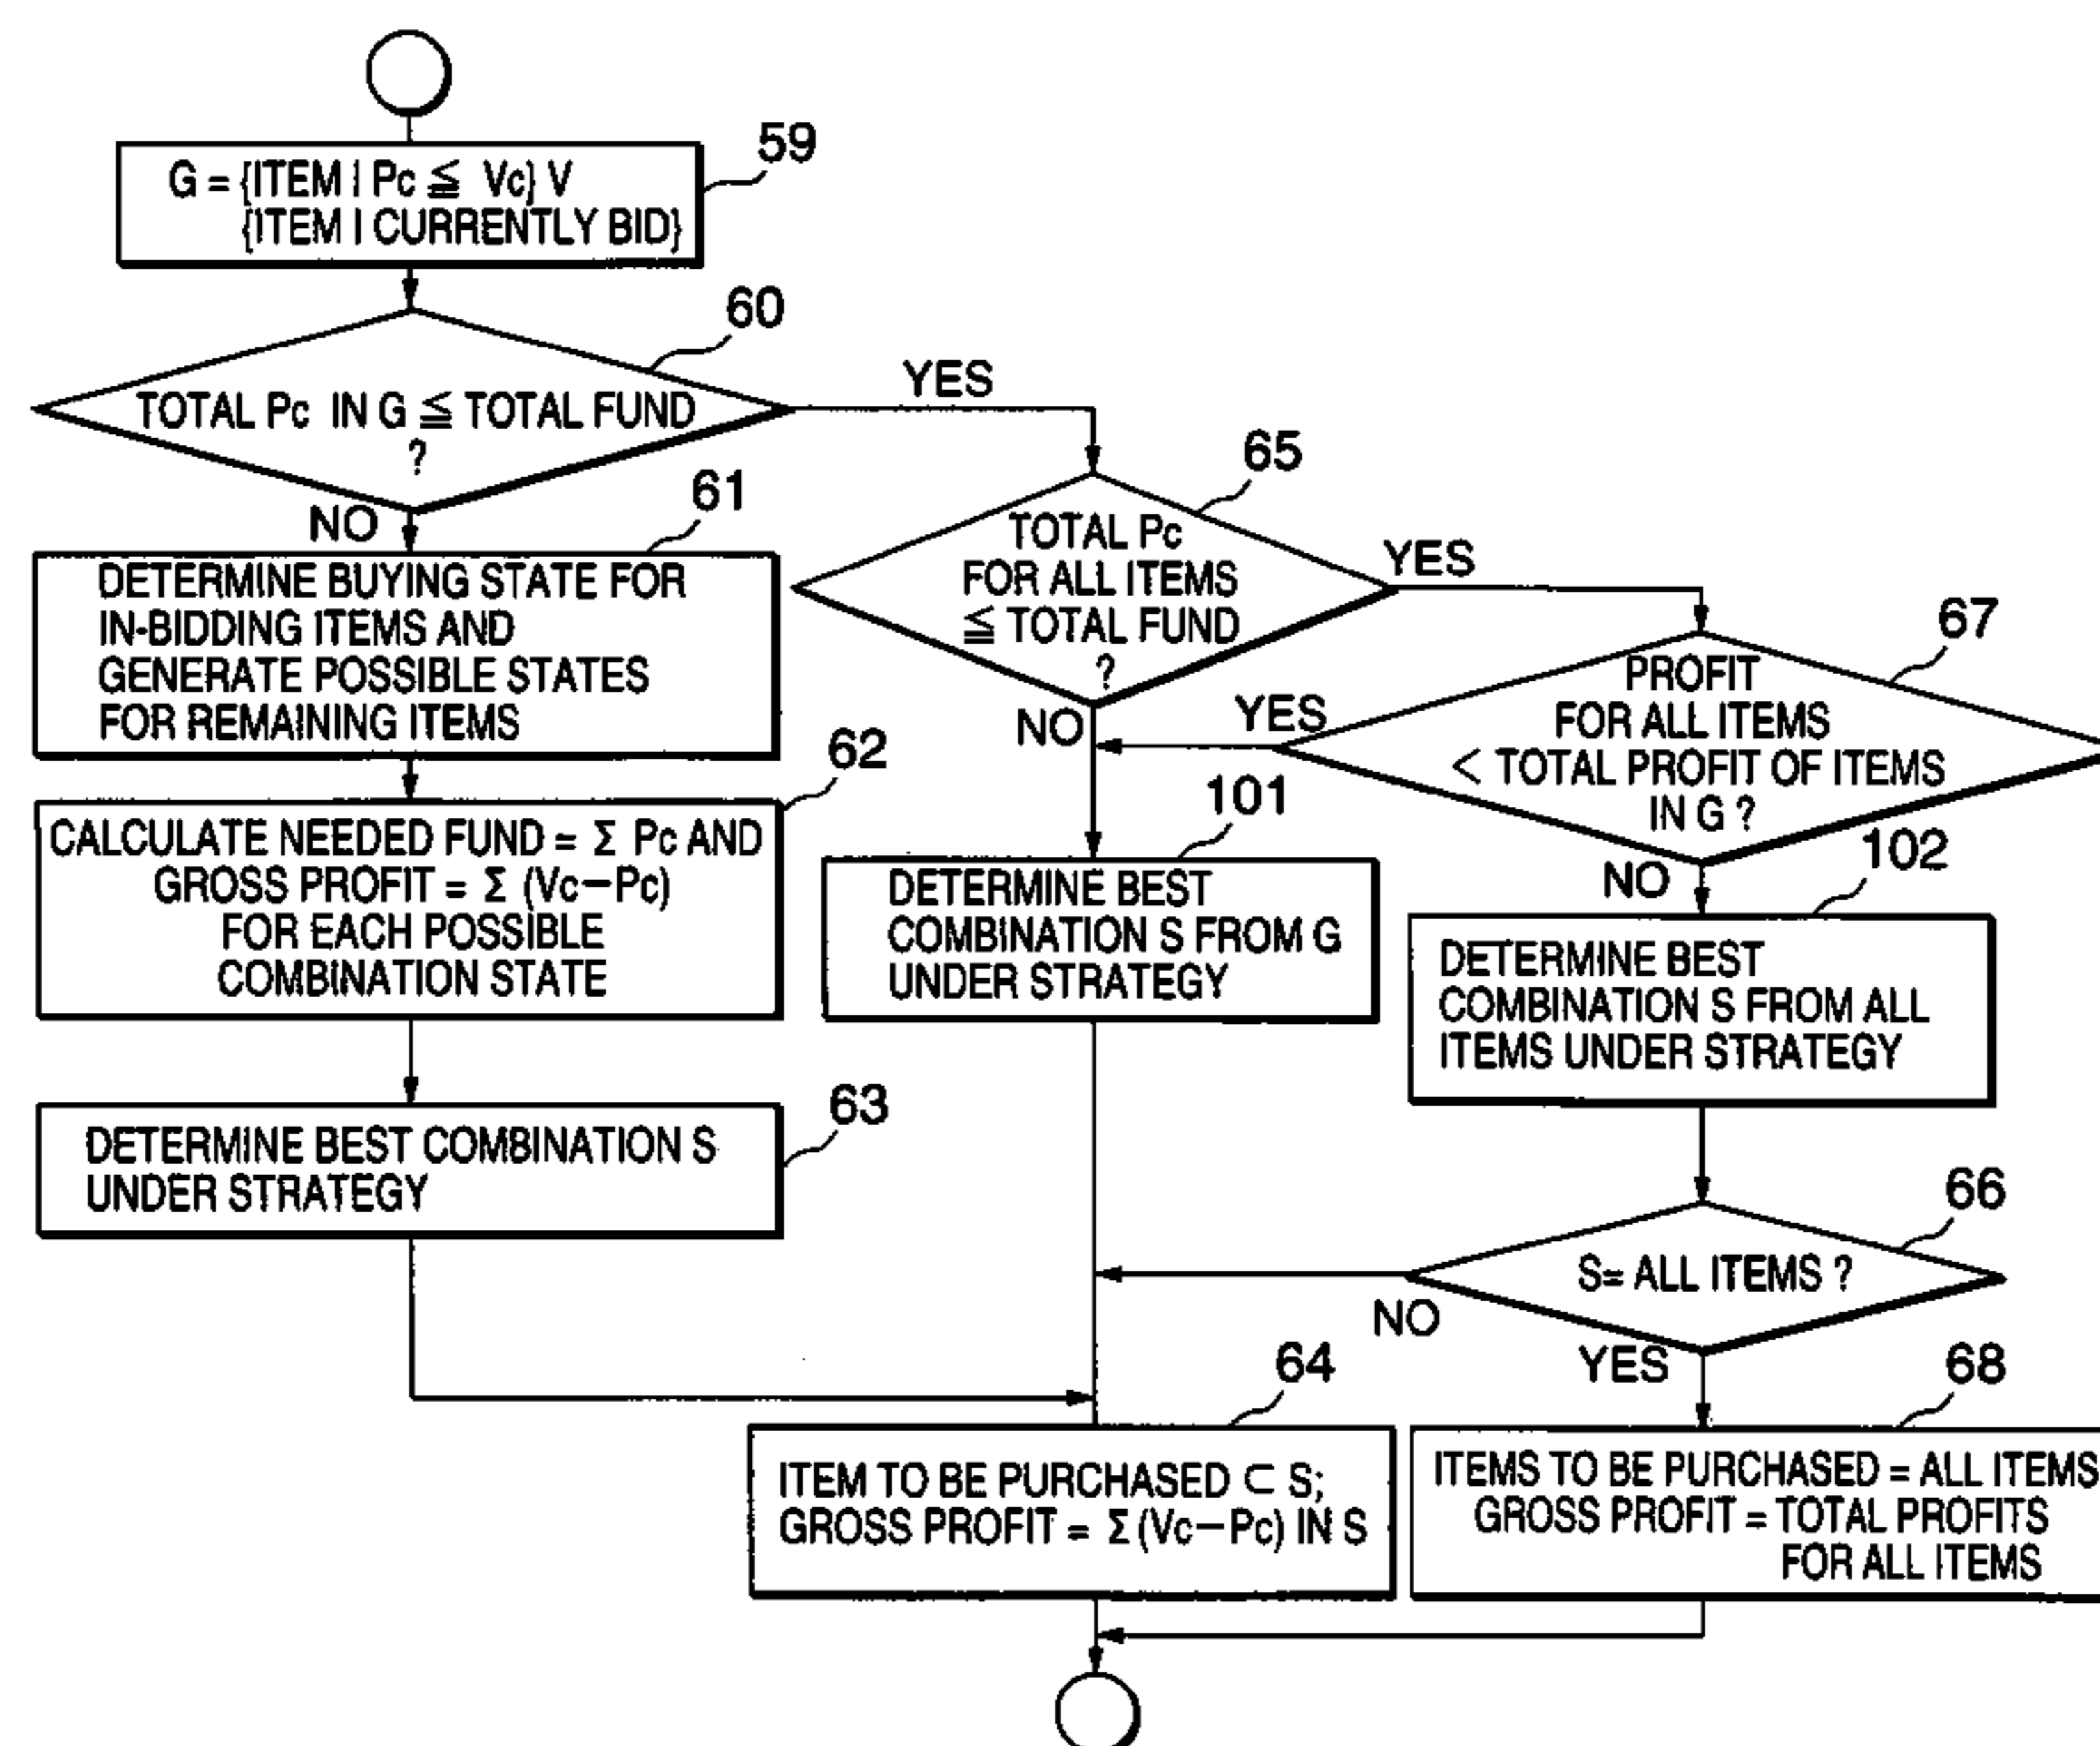 59
G = {ITEM | Pc ≦ Vc} V
{ITEM | CURRENTLY BID}
60
TOTAL Pc IN G ≦ TOTAL FUND
?
YES
NO
61
DETERMINE BUYING STATE FOR
IN-BIDDING ITEMS AND
GENERATE POSSIBLE STATES
FOR REMAINING ITEMS
62
CALCULATE NEEDED FUND = Σ Pc AND
GROSS PROFIT = Σ (Vc－Pc)
FOR EACH POSSIBLE
COMBINATION STATE
63
DETERMINE BEST COMBINATION S
UNDER STRATEGY
65
TOTAL Pc
FOR ALL ITEMS
≦ TOTAL FUND
?
YES
NO
67
PROFIT
FOR ALL ITEMS
< TOTAL PROFIT OF ITEMS
IN G ?
YES
NO
101
DETERMINE BEST
COMBINATION S FROM G
UNDER STRATEGY
102
DETERMINE BEST
COMBINATION S FROM ALL
ITEMS UNDER STRATEGY
66
S= ALL ITEMS ?
NO
YES
64
ITEM TO BE PURCHASED ⊂ S;
GROSS PROFIT = Σ (Vc－Pc) IN S
68
ITEMS TO BE PURCHASED = ALL ITEMS
GROSS PROFIT = TOTAL PROFITS
FOR ALL ITEMS